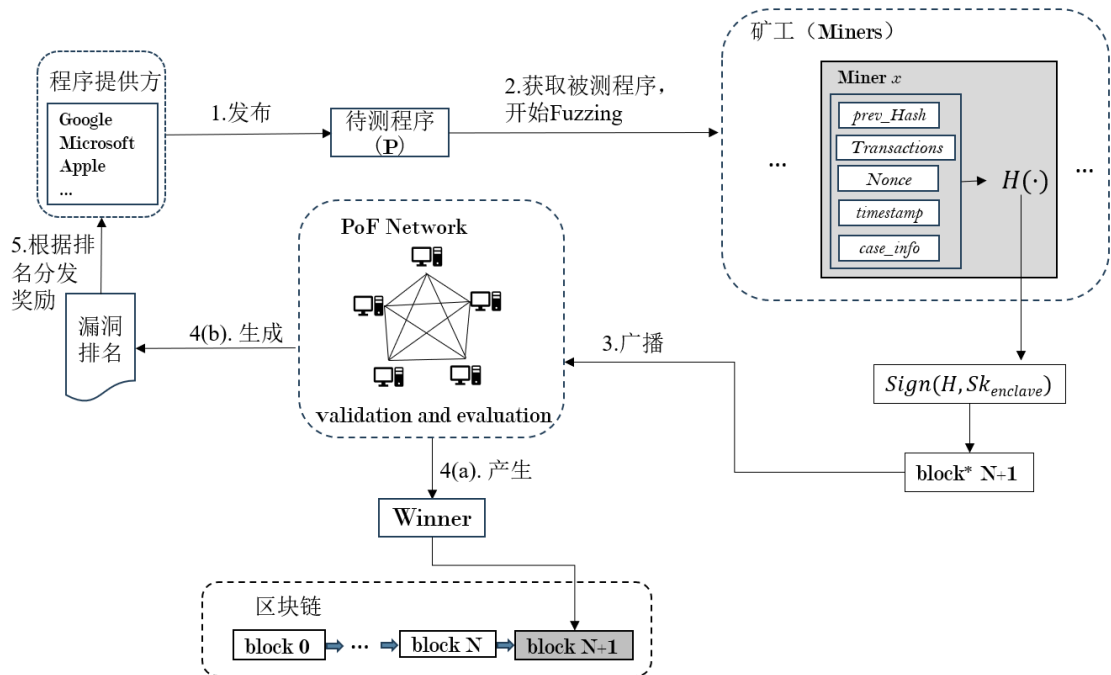 程序提供方
Google
Microsoft
Apple
...
1.发布
待测程序
(P)
2.获取被测程序，
开始Fuzzing
矿工（Miners）
Miner x
prev_Hash
Transactions
Nonce
timestamp
case_info
H(·)
...
...
Sign(H, Sk_enclave)
block* N+1
3.广播
PoF Network
validation and evaluation
4(b). 生成
漏洞
排名
5.根据排
名分发
奖励
4(a). 产生
Winner
区块链
block 0
...
block N
block N+1